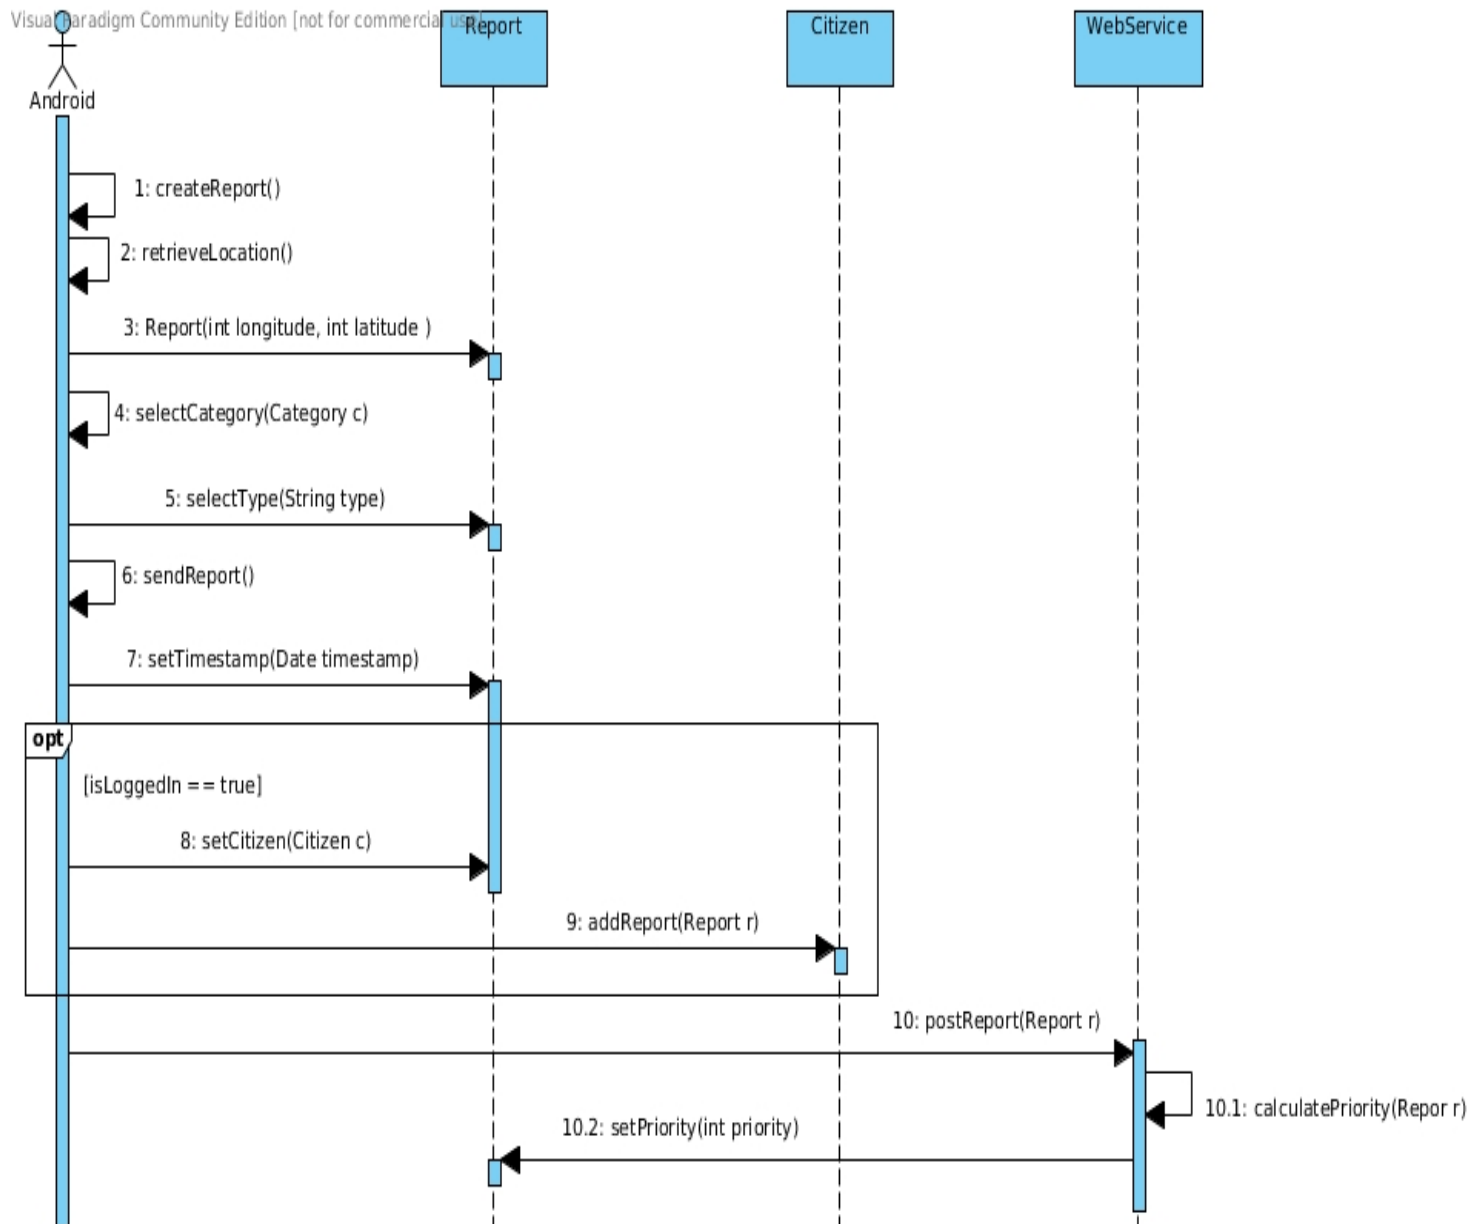 Visual Paradigm Community Edition [not for commercial use]
Report
Citizen
WebService
Android
1: createReport()
2: retrieveLocation()
3: Report(int longitude, int latitude )
4: selectCategory(Category c)
5: selectType(String type)
6: sendReport()
7: setTimestamp(Date timestamp)
opt
[isLoggedIn == true]
8: setCitizen(Citizen c)
9: addReport(Report r)
10: postReport(Report r)
10.1: calculatePriority(Repor r)
10.2: setPriority(int priority)